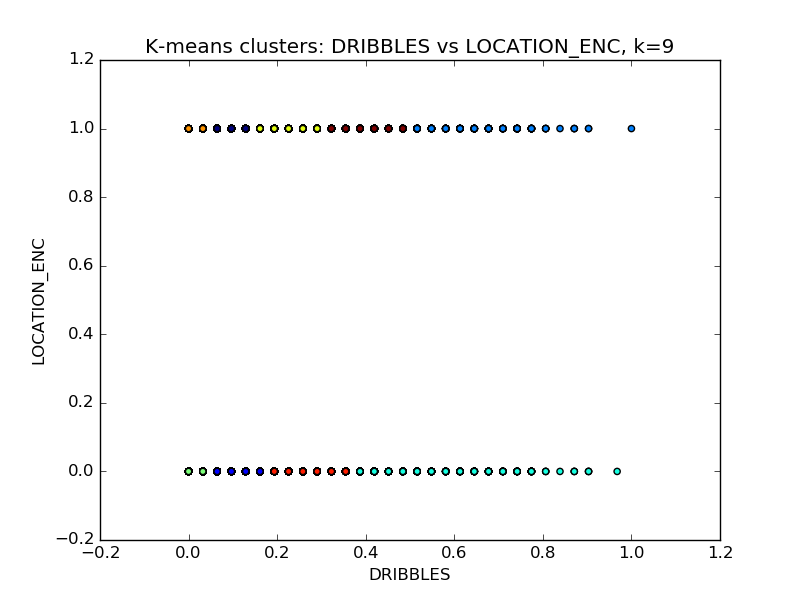 K-means clusters: DRIBBLES vs LOCATION_ENC, k=9
1.2
1.0
0.8
0.6
0.4
0.2
0.0
−0.2
LOCATION_ENC
−0.2 0.0 0.2 0.4 0.6 0.8 1.0 1.2
DRIBBLES